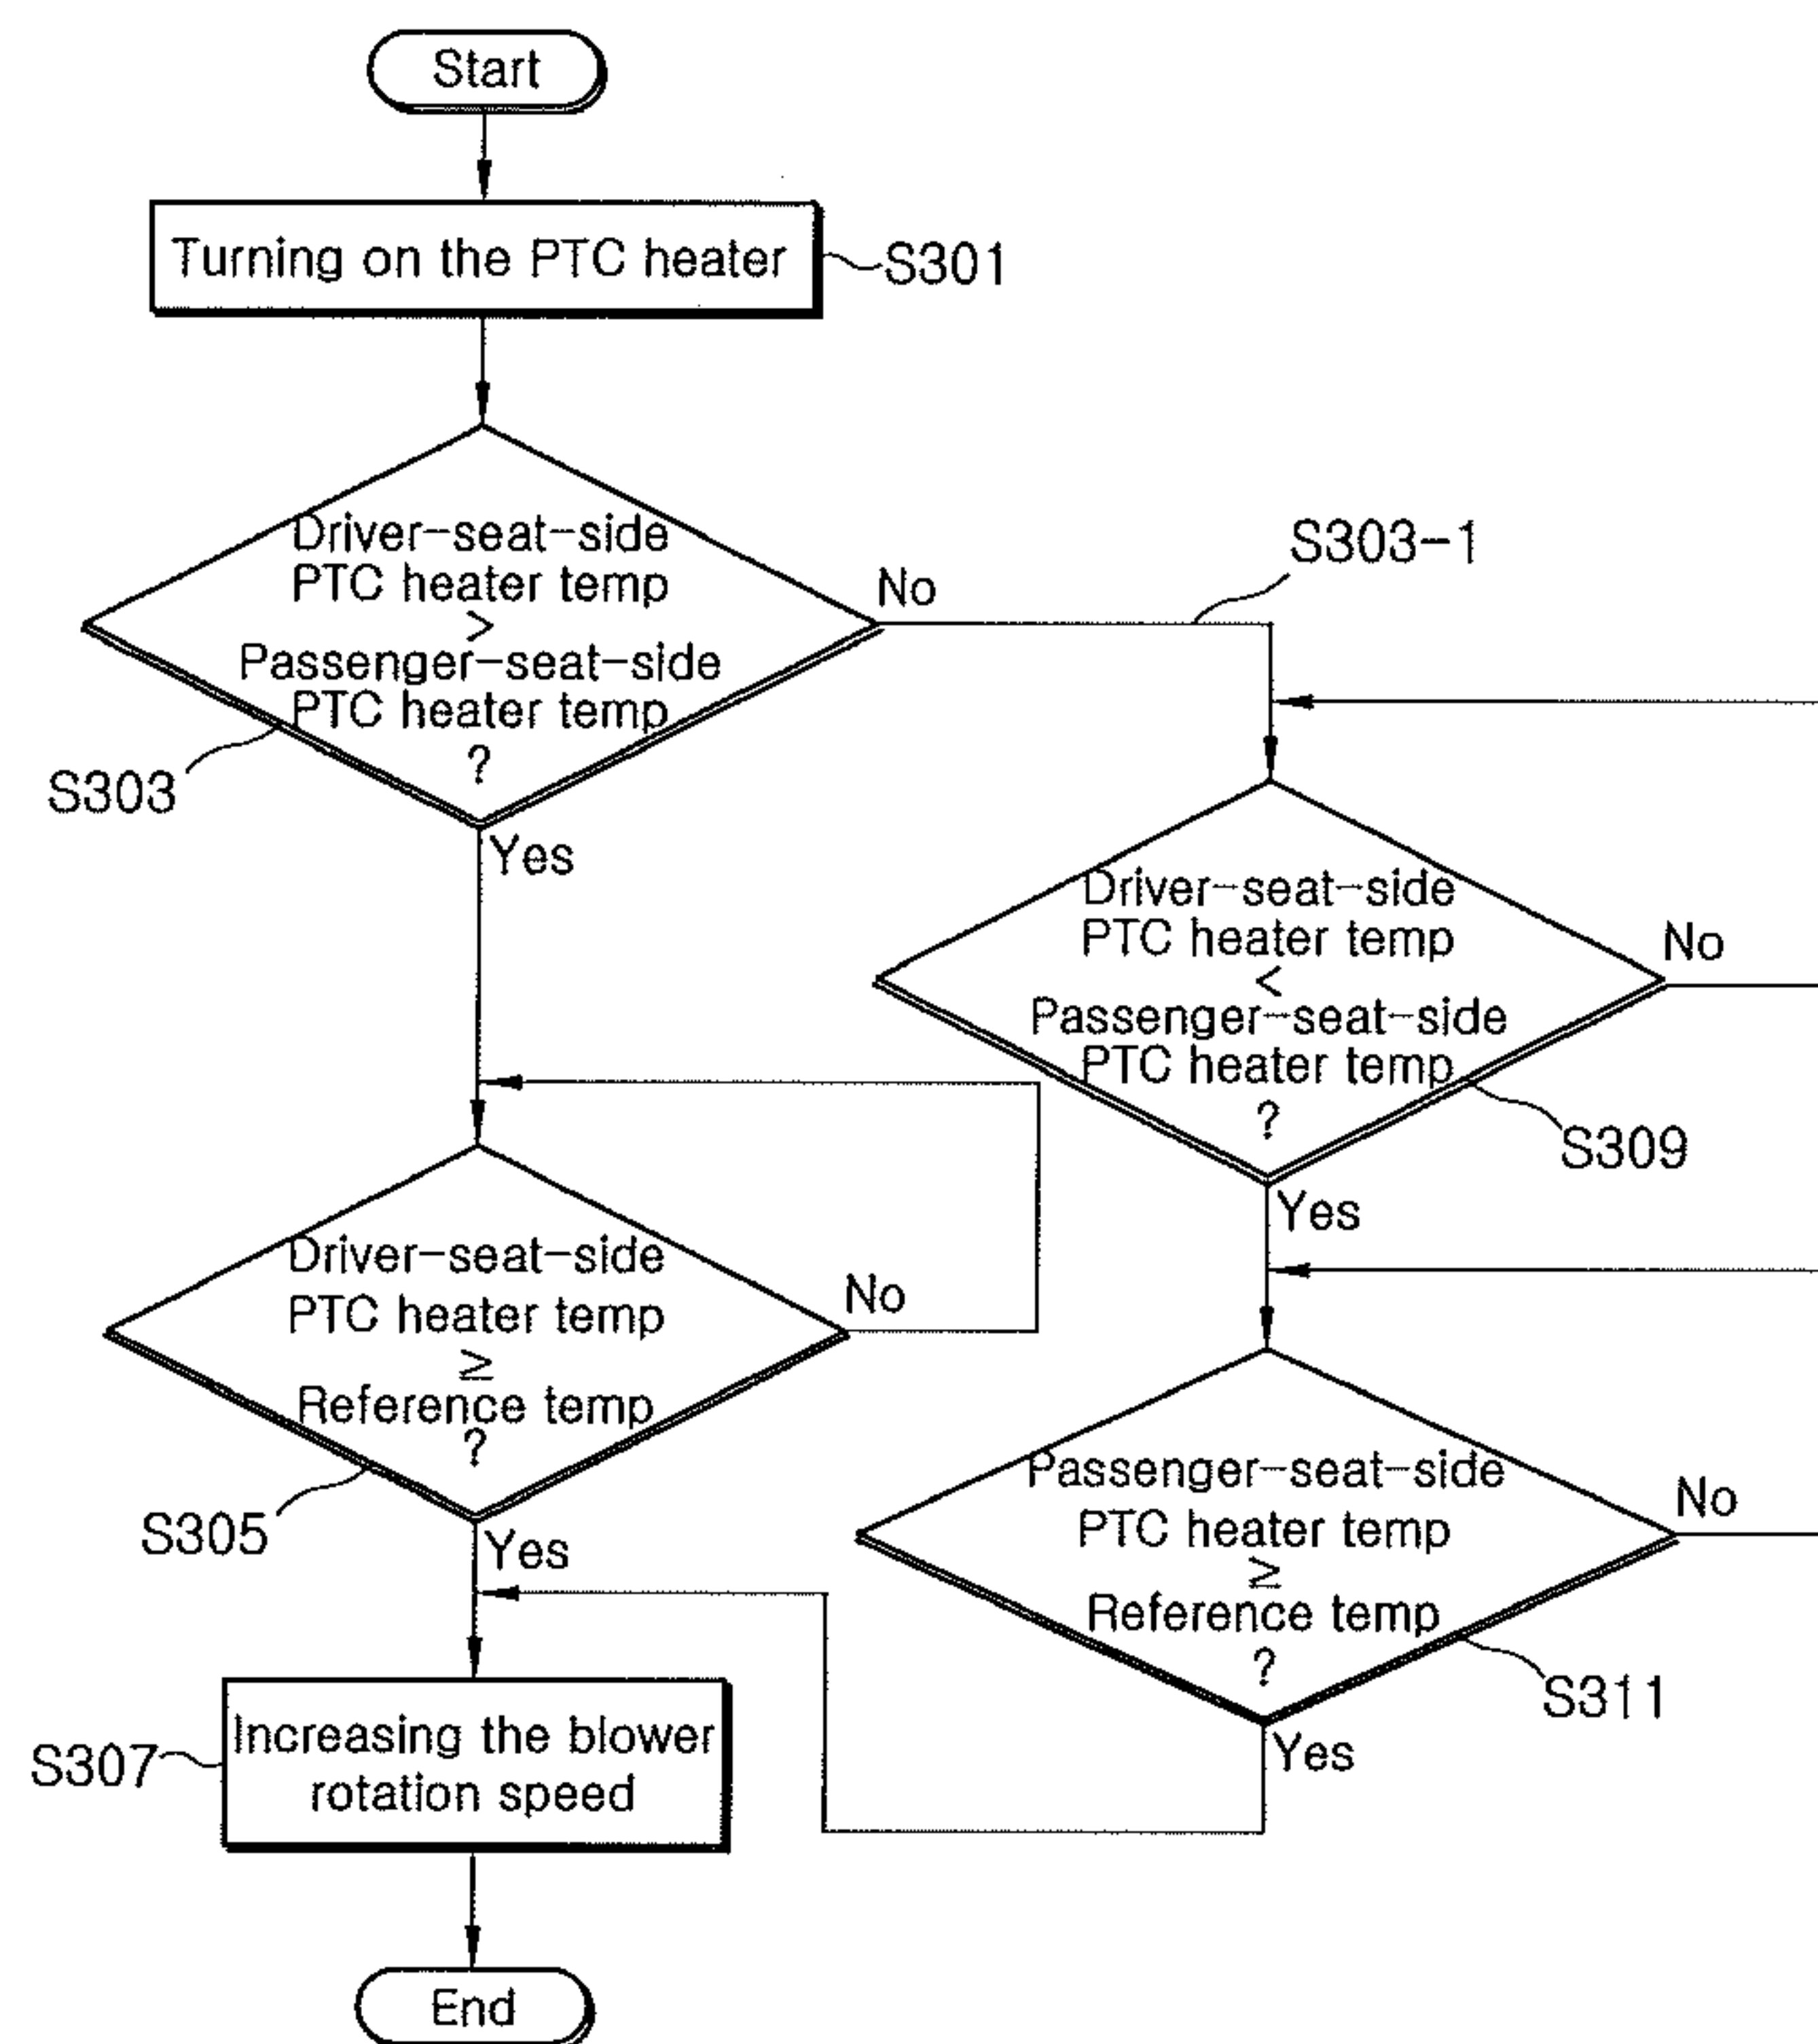 Start
Turning on the PTC heater
S301
Driver-seat-side
PTC heater temp
>
Passenger-seat-side
PTC heater temp
?
S303
No
S303-1
Yes
Driver-seat-side
PTC heater temp
<
Passenger-seat-side
PTC heater temp
?
No
S309
Yes
Driver-seat-side
PTC heater temp
≥
Reference temp
?
No
S305
Yes
Passenger-seat-side
PTC heater temp
≥
Reference temp
?
No
S311
Yes
S307
Increasing the blower
rotation speed
End